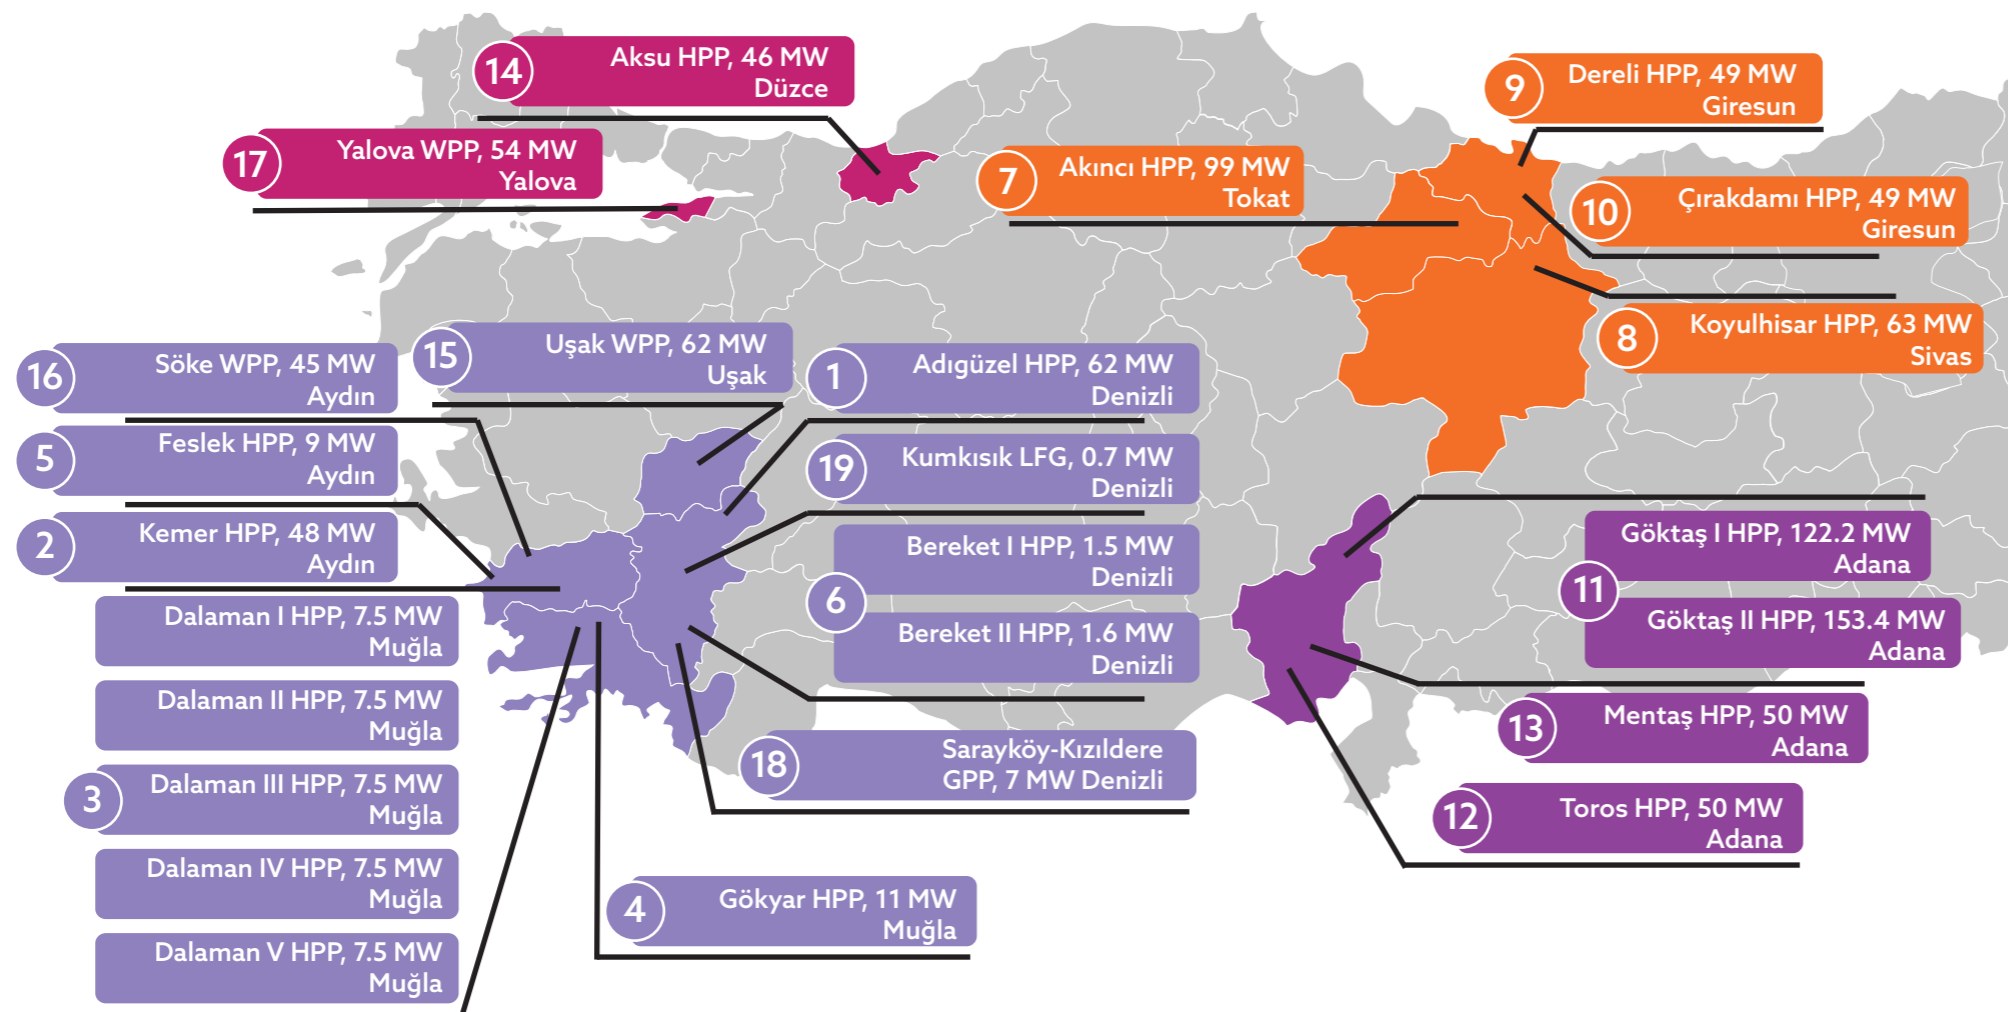 14
Aksu HPP, 46 MW
Düzce
17
Yalova WPP, 54 MW
Yalova
9
Dereli HPP, 49 MW
Giresun
7
Akıncı HPP, 99 MW
Tokat
10
Çırakdamı HPP, 49 MW
Giresun
8
Koyulhisar HPP, 63 MW
Sivas
16
Söke WPP, 45 MW
Aydın
15
Uşak WPP, 62 MW
Uşak
1
Adıgüzel HPP, 62 MW
Denizli
5
Feslek HPP, 9 MW
Aydın
19
Kumkısık LFG, 0.7 MW
Denizli
2
Kemer HPP, 48 MW
Aydın
6
Bereket I HPP, 1.5 MW
Denizli
Bereket II HPP, 1.6 MW
Denizli
11
Göktaş I HPP, 122.2 MW
Adana
Göktaş II HPP, 153.4 MW
Adana
3
Dalaman I HPP, 7.5 MW
Muğla
Dalaman II HPP, 7.5 MW
Muğla
Dalaman III HPP, 7.5 MW
Muğla
Dalaman IV HPP, 7.5 MW
Muğla
Dalaman V HPP, 7.5 MW
Muğla
18
Sarayköy-Kızıldere
GPP, 7 MW Denizli
13
Mentaş HPP, 50 MW
Adana
12
Toros HPP, 50 MW
Adana
4
Gökyar HPP, 11 MW
Muğla